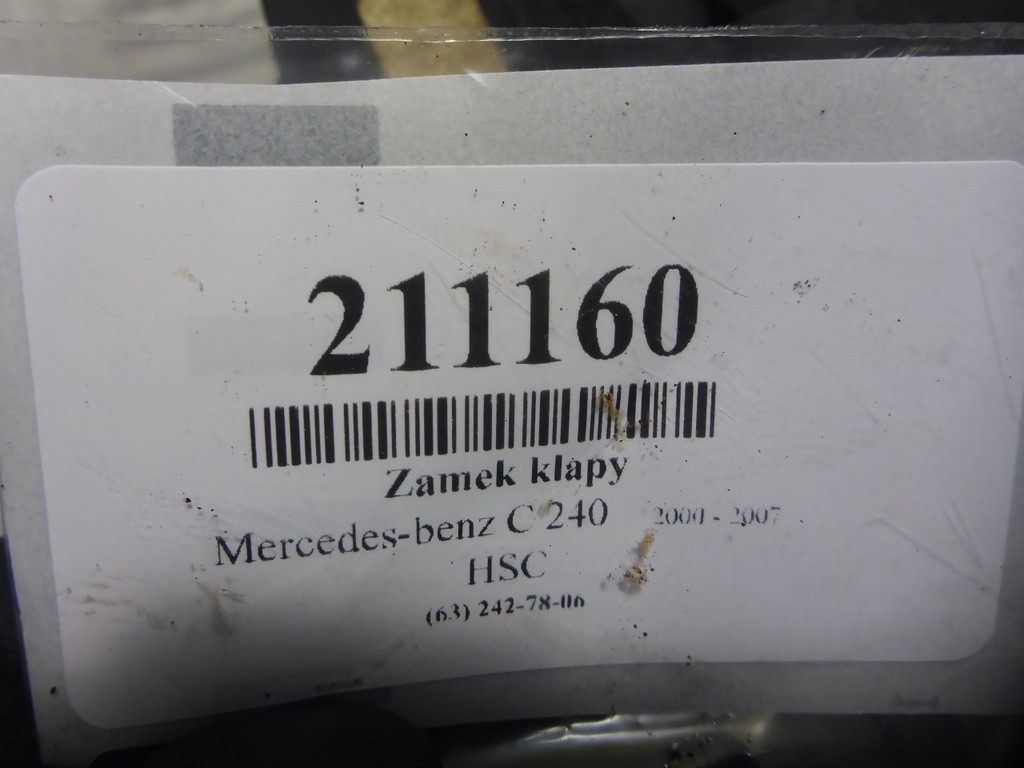 211160
Zamek klapy
Mercedes-benz C 240 2000 - 2007
HSC
(63) 242-78-06